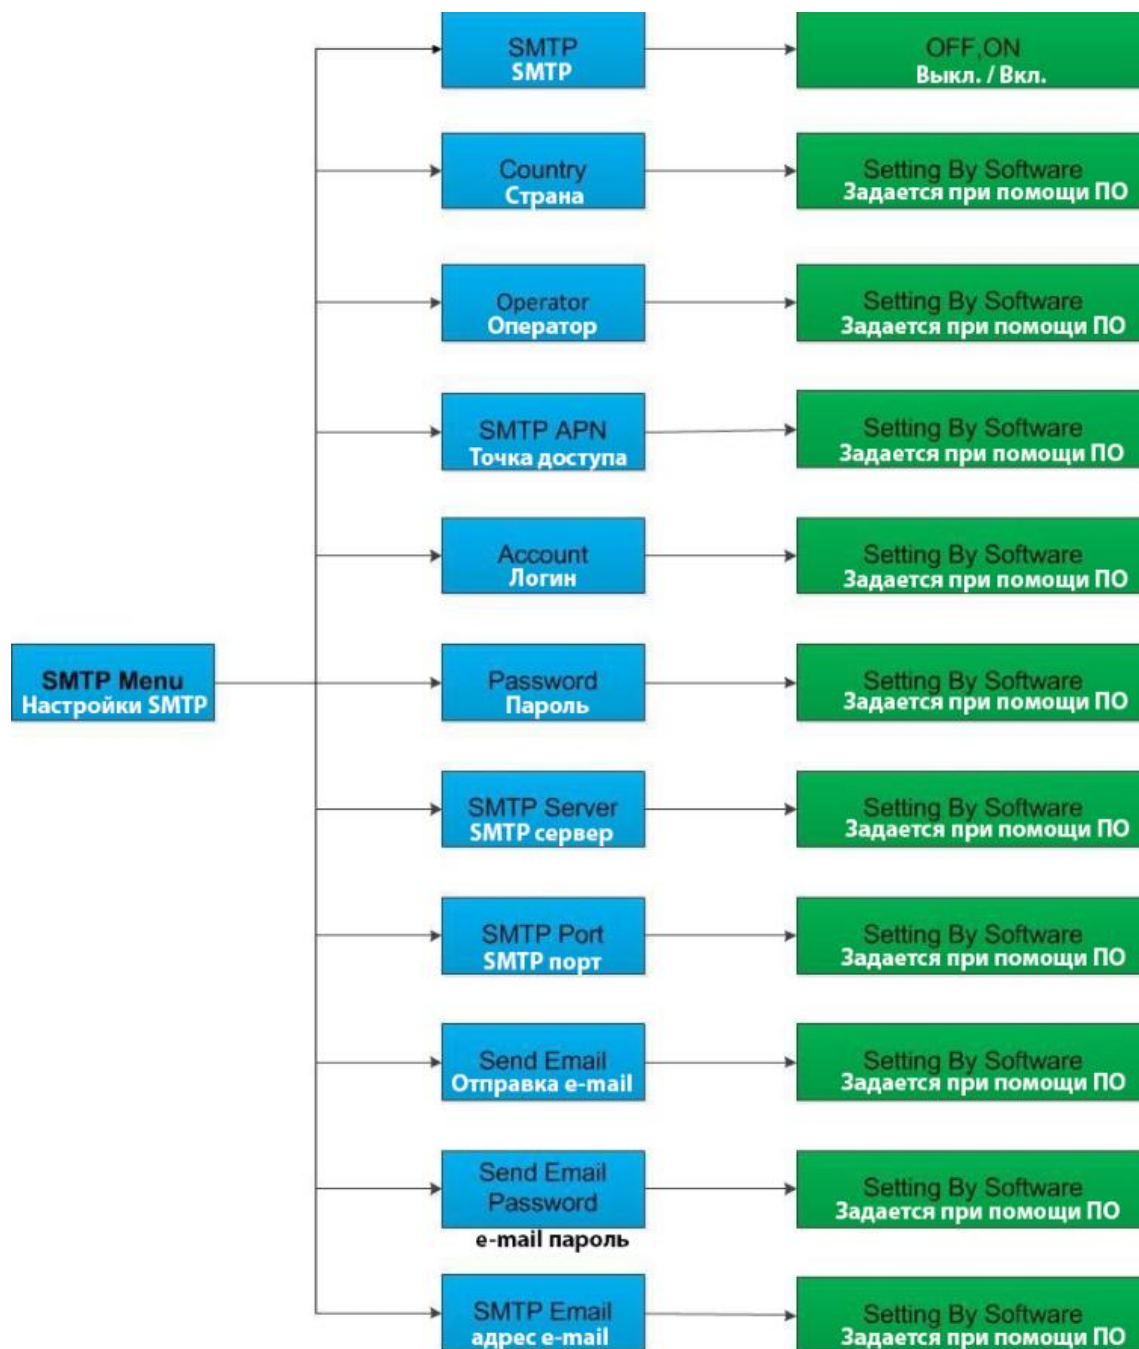 SMTP
SMTP
OFF,ON
Выкл. / Вкл.
Country
Страна
Setting By Software
Задается при помощи ПО
Operator
Оператор
Setting By Software
Задается при помощи ПО
SMTP APN
Точка доступа
Setting By Software
Задается при помощи ПО
Account
Логин
Setting By Software
Задается при помощи ПО
SMTP Menu
Настройки SMTP
Password
Пароль
Setting By Software
Задается при помощи ПО
SMTP Server
SMTP сервер
Setting By Software
Задается при помощи ПО
SMTP Port
SMTP порт
Setting By Software
Задается при помощи ПО
Send Email
Отправка e-mail
Setting By Software
Задается при помощи ПО
Send Email
Password
e-mail пароль
Setting By Software
Задается при помощи ПО
SMTP Email
адрес e-mail
Setting By Software
Задается при помощи ПО